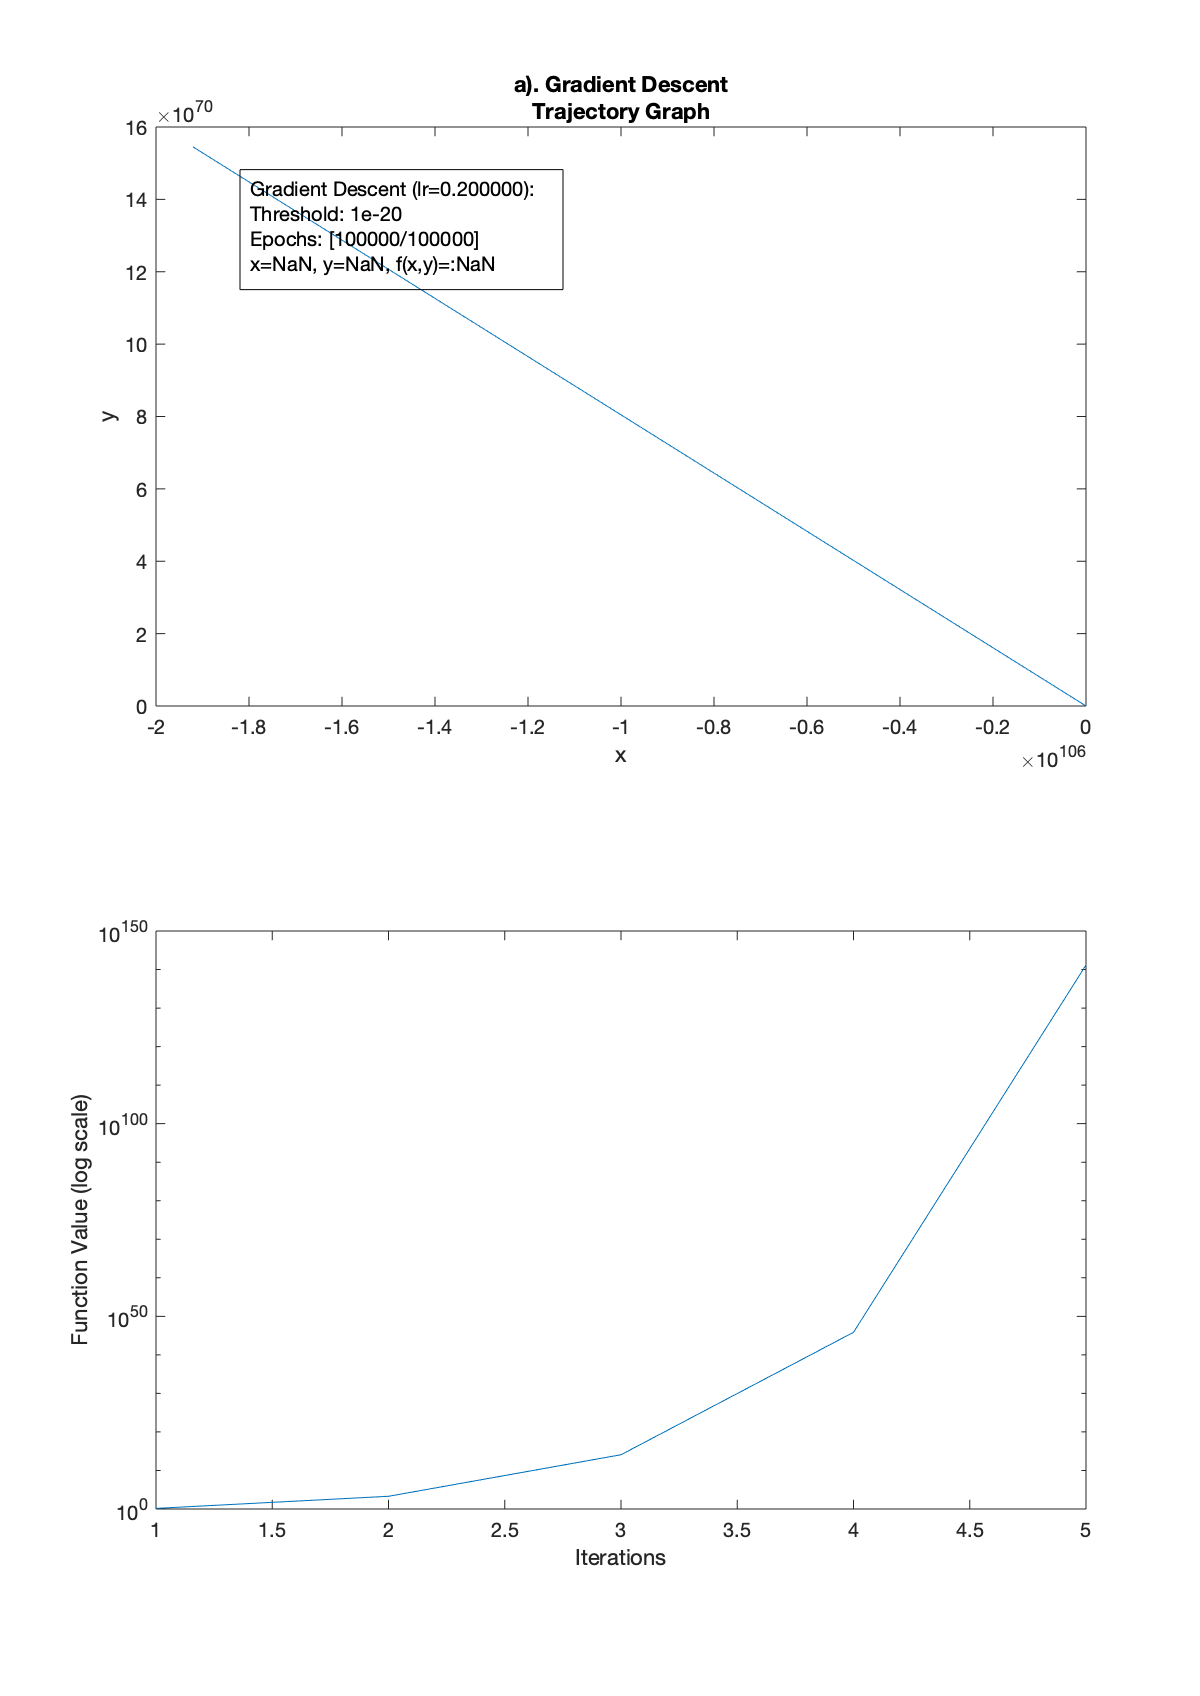 a). Gradient Descent
Trajectory Graph
×10^70
16
14
12
10
8
6
4
2
0
y
Gradient Descent (lr=0.200000):
Threshold: 1e-20
Epochs: [100000/100000]
x=NaN, y=NaN, f(x,y)=:NaN
-2 -1.8 -1.6 -1.4 -1.2 -1 -0.8 -0.6 -0.4 -0.2 0
x
×10^106
10^150
10^100
10^50
10^0
Function Value (log scale)
1 1.5 2 2.5 3 3.5 4 4.5 5
Iterations